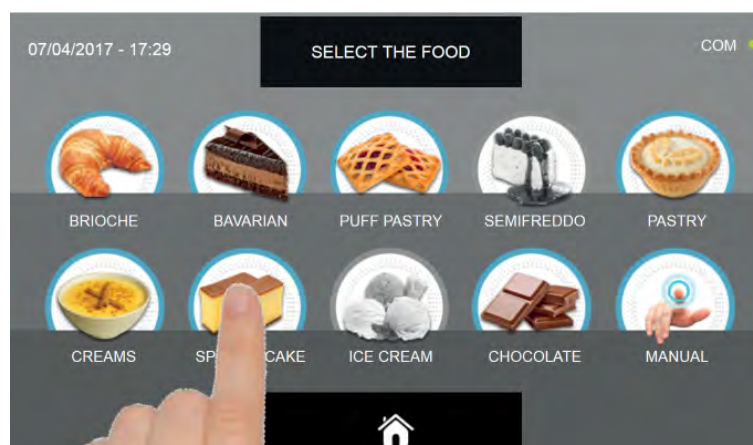 07/04/2017 - 17:29
SELECT THE FOOD
COM
BRIOCHE
BAVARIAN
PUFF PASTRY
SEMIFREDDO
PASTRY
CREAMS
SP CAKE
ICE CREAM
CHOCOLATE
MANUAL